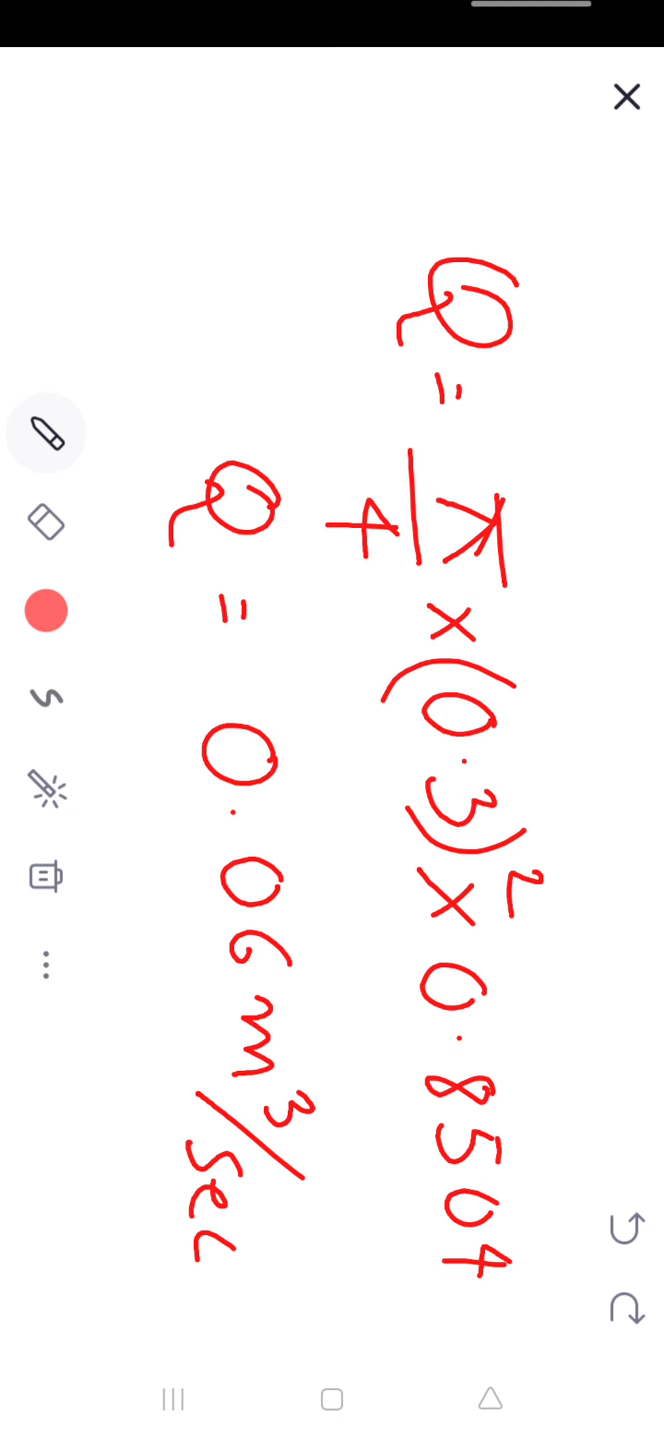 Q = π/4 × (0.3)² × 0.8504
Q = 0.06 m³/sec